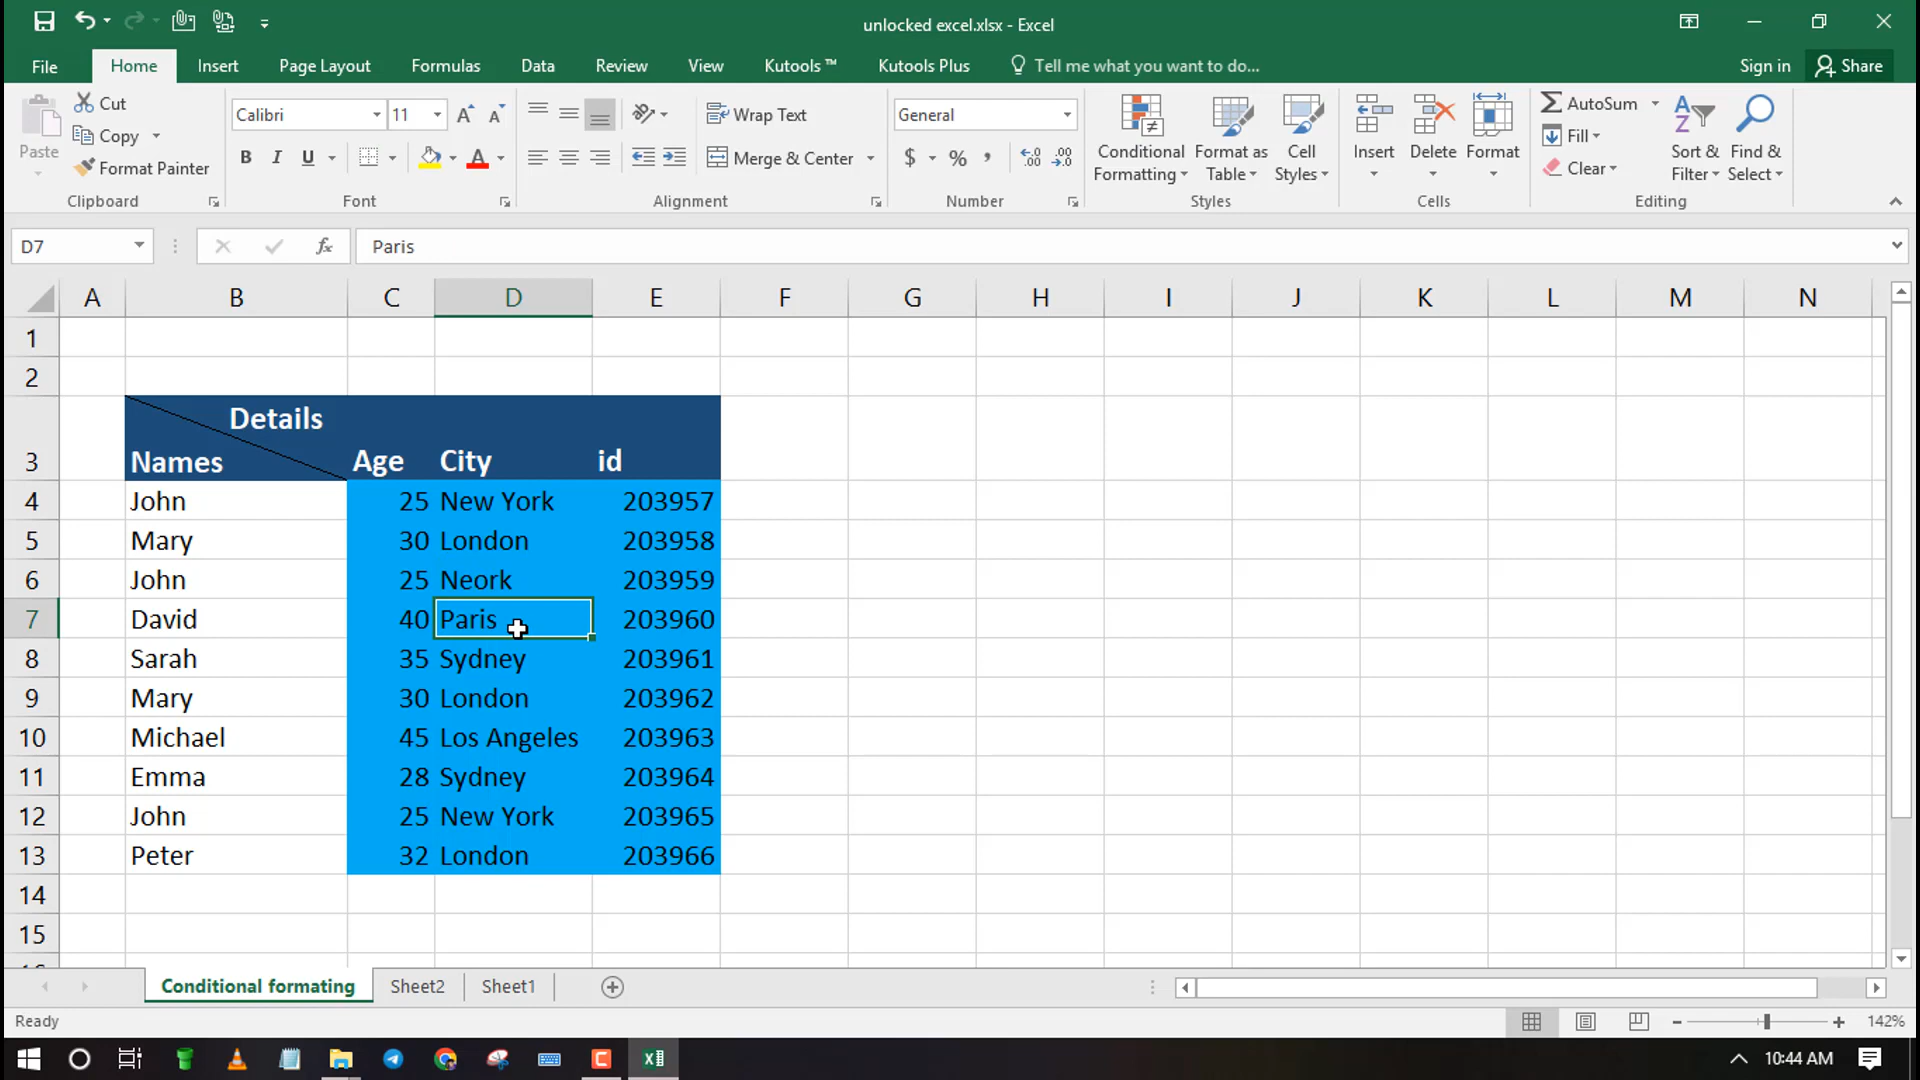 unlocked excel.xlsx - Excel
File Home Insert Page Layout Formulas Data Review View Kutools ™ Kutools Plus Tell me what you want to do... Sign in Share
Cut
Copy
Format Painter
Paste
Clipboard
Calibri 11
B I U A
Font
Wrap Text
Merge & Center
Alignment
General
$ % , .00 .0
Number
Conditional Formatting
Format as Table
Cell Styles
Styles
Insert Delete Format
Cells
AutoSum
Fill
Clear
Sort & Filter
Find & Select
Editing
D7 fx Paris
A B C D E F G H I J K L M N
1
2
Details
3 Names Age City id
4 John 25 New York 203957
5 Mary 30 London 203958
6 John 25 Neork 203959
7 David 40 Paris 203960
8 Sarah 35 Sydney 203961
9 Mary 30 London 203962
10 Michael 45 Los Angeles 203963
11 Emma 28 Sydney 203964
12 John 25 New York 203965
13 Peter 32 London 203966
14
15
Conditional formating Sheet2 Sheet1
Ready 142%
10:44 AM